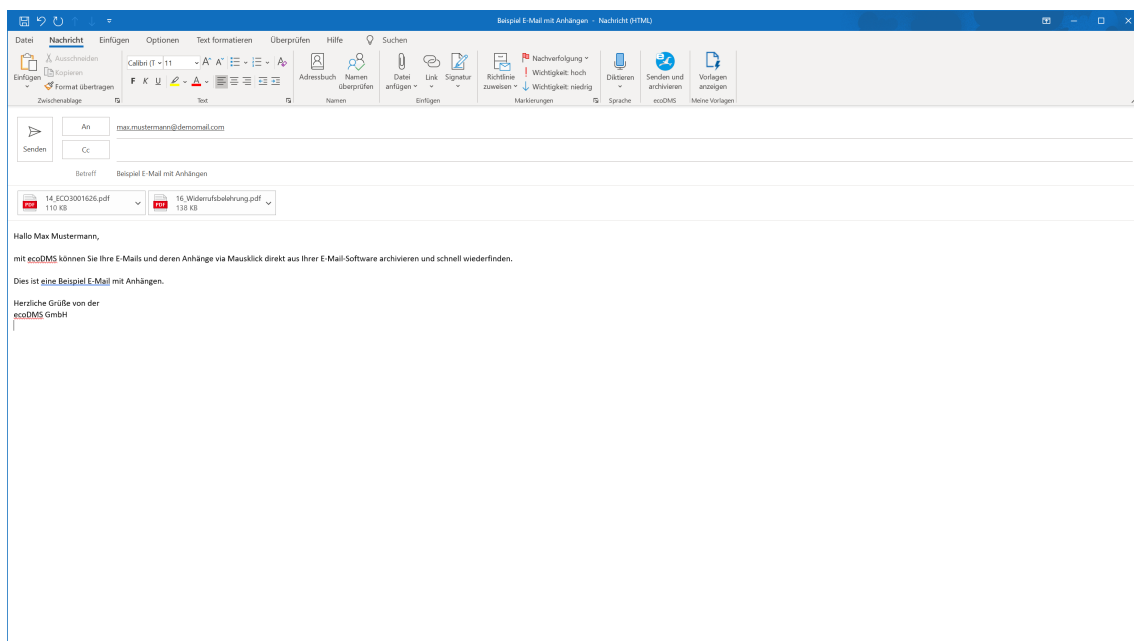 Beispiel E-Mail mit Anhängen - Nachricht (HTML)
Datei Nachricht Einfügen Optionen Text formatieren Überprüfen Hilfe Suchen
Einfügen
Ausschneiden
Kopieren
Format übertragen
Zwischenablage
Calibri (T 11
F K U
Text
Adressbuch
Namen überprüfen
Namen
Datei anfügen
Link
Signatur
Einfügen
Richtlinie zuweisen
Nachverfolgung
Wichtigkeit: hoch
Wichtigkeit: niedrig
Markierungen
Diktieren
Sprache
Senden und archivieren
ecoDMS
Vorlagen anzeigen
Meine Vorlagen
Senden
An max.mustermann@demomail.com
Cc
Betreff Beispiel E-Mail mit Anhängen
PDF 14_ECO3001626.pdf
110 KB
PDF 16_Widerrufsbelehrung.pdf
138 KB
Hallo Max Mustermann,
mit ecoDMS können Sie Ihre E-Mails und deren Anhänge via Mausklick direkt aus Ihrer E-Mail-Software archivieren und schnell wiederfinden.
Dies ist eine Beispiel E-Mail mit Anhängen.
Herzliche Grüße von der
ecoDMS GmbH